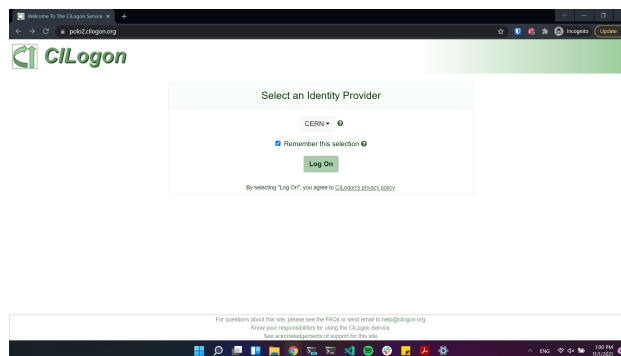 Welcome To The CILogon Service
polo2.cilogon.org
Incognito
Update
CILogon
Select an Identity Provider
CERN
Remember this selection
Log On
By selecting "Log On", you agree to CILogon's privacy policy.
For questions about this site, please see the FAQs or send email to help@cilogon.org.
Know your responsibilities for using the CILogon Service.
See acknowledgements of support for this site.
ENG
1:00 PM
11/1/2021